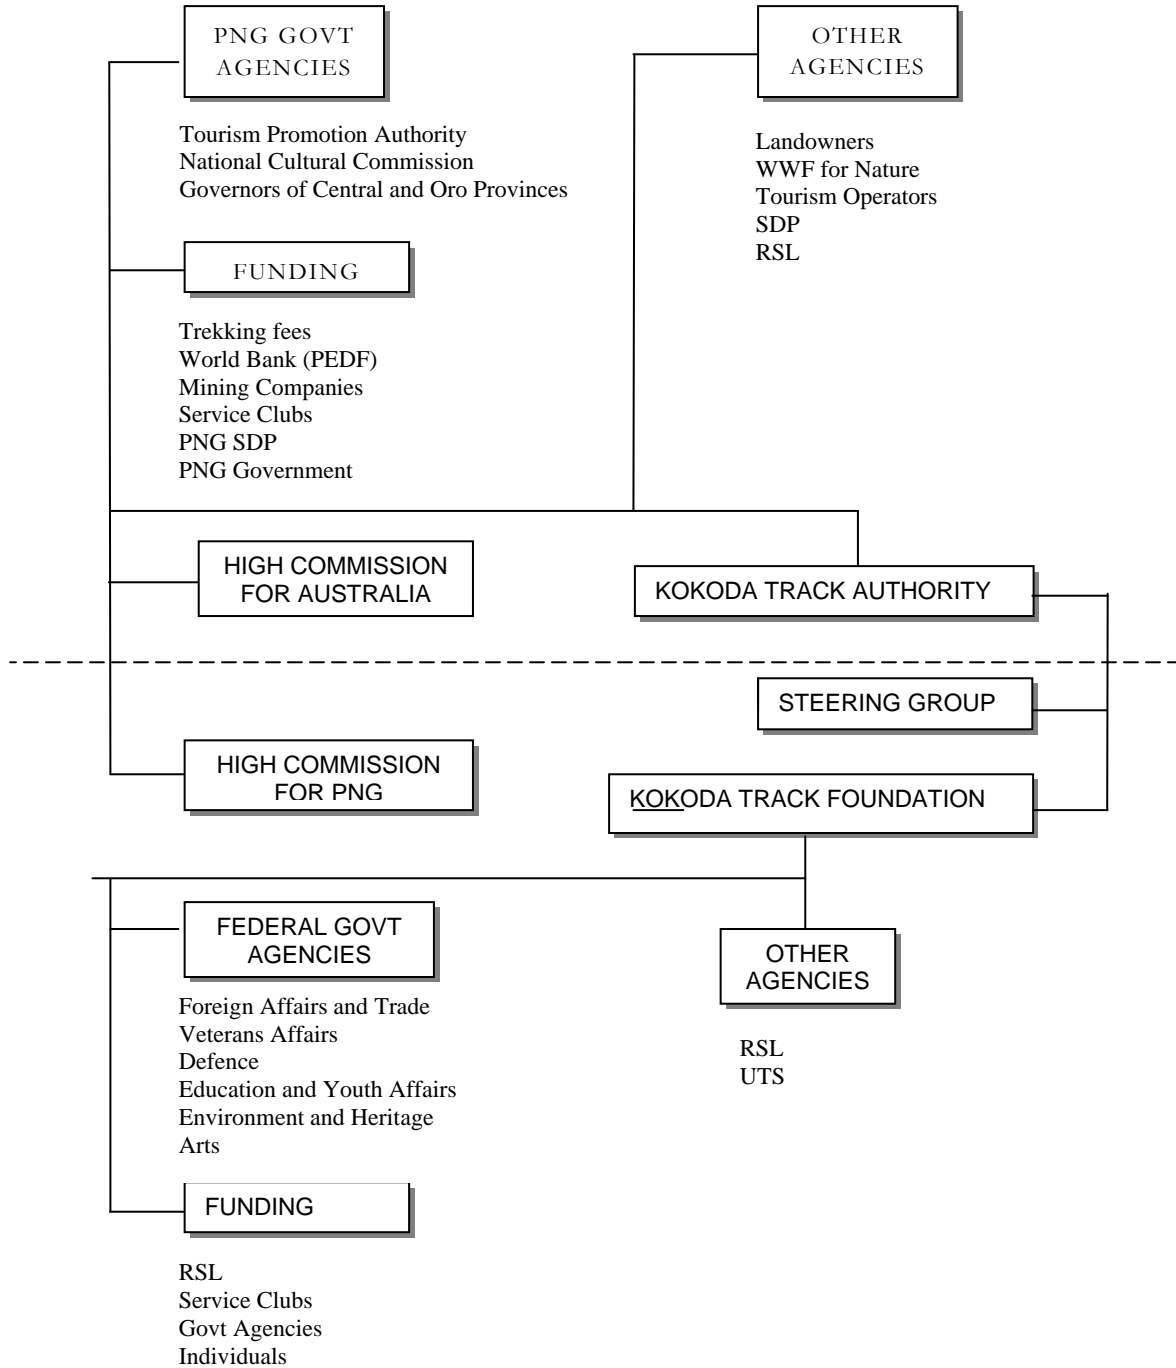 PNG GOVT
AGENCIES
Tourism Promotion Authority
National Cultural Commission
Governors of Central and Oro Provinces
OTHER
AGENCIES
Landowners
WWF for Nature
Tourism Operators
SDP
RSL
FUNDING
Trekking fees
World Bank (PEDF)
Mining Companies
Service Clubs
PNG SDP
PNG Government
HIGH COMMISSION
FOR AUSTRALIA
KOKODA TRACK AUTHORITY
STEERING GROUP
HIGH COMMISSION
FOR PNG
KOKODA TRACK FOUNDATION
FEDERAL GOVT
AGENCIES
Foreign Affairs and Trade
Veterans Affairs
Defence
Education and Youth Affairs
Environment and Heritage
Arts
OTHER
AGENCIES
RSL
UTS
FUNDING
RSL
Service Clubs
Govt Agencies
Individuals